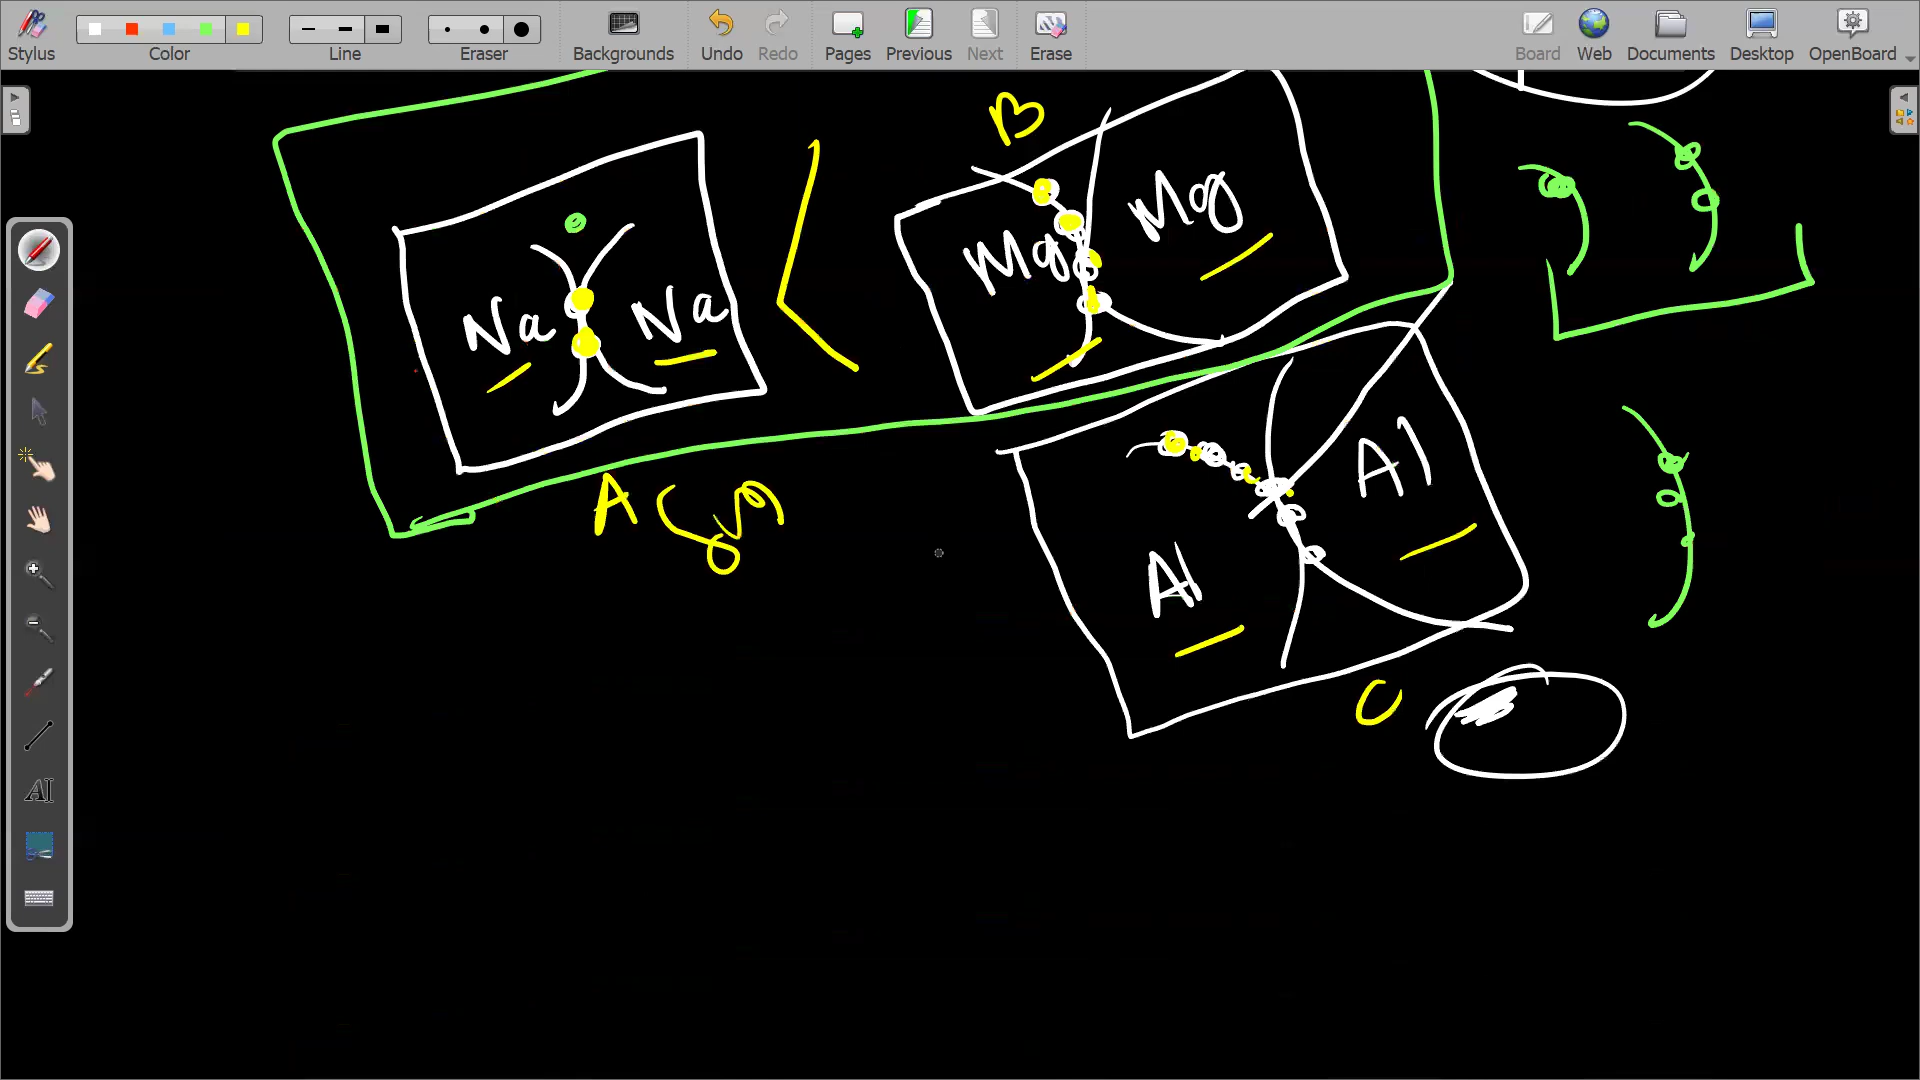 Stylus Color Line Eraser Backgrounds Undo Redo Pages Previous Next Erase Board Web Documents Desktop OpenBoard
B
Na Na < Mg Mg
A
Al Al
C
AI